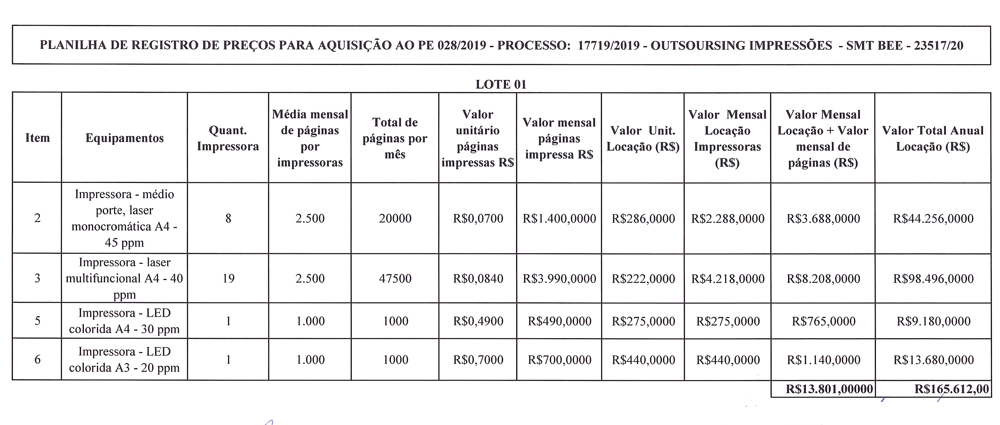 PLANILHA DE REGISTRO DE PREÇOS PARA AQUISIÇÃO AO PE 028/2019 - PROCESSO: 17719/2019 - OUTSOURSING IMPRESSÕES - SMT BEE - 23517/20
LOTE 01
Item
Equipamentos
Quant.
Impressora
Média mensal
de páginas
por
impressoras
Total de
páginas por
mês
Valor
unitário
páginas
impressas R$
Valor mensal
páginas
impressa R$
Valor Unit.
Locação (R$)
Valor Mensal
Locação
Impressoras
(R$)
Valor Mensal
Locação + Valor
mensal de
páginas (R$)
Valor Total Anual
Locação (R$)
2
Impressora - médio
porte, laser
monocromática A4 -
45 ppm
8
2.500
20000
R$0,0700
R$1.400,0000
R$286,0000
R$2.288,0000
R$3.688,0000
R$44.256,0000
3
Impressora - laser
multifuncional A4 - 40
ppm
19
2.500
47500
R$0,0840
R$3.990,0000
R$222,0000
R$4.218,0000
R$8.208,0000
R$98.496,0000
5
Impressora - LED
colorida A4 - 30 ppm
1
1.000
1000
R$0,4900
R$490,0000
R$275,0000
R$275,0000
R$765,0000
R$9.180,0000
6
Impressora - LED
colorida A3 - 20 ppm
1
1.000
1000
R$0,7000
R$700,0000
R$440,0000
R$440,0000
R$1.140,0000
R$13.680,0000
R$13.801,00000
R$165.612,00